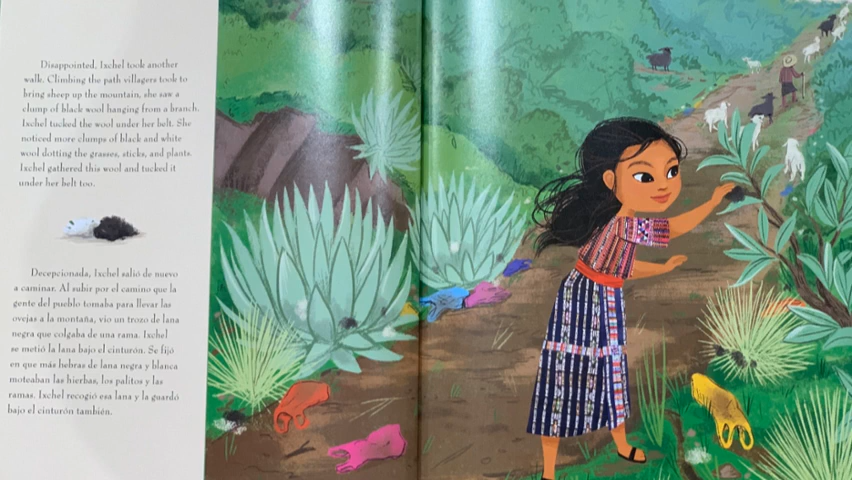 Disappointed, Ixchel took another
walk. Climbing the path villagers took to
bring sheep up the mountain, she saw a
clump of black wool hanging from a branch.
Ixchel tucked the wool under her belt. She
noticed more clumps of black and white
wool dotting the grasses, sticks, and plants.
Ixchel gathered this wool and tucked it
under her belt too.
Decepcionada, Ixchel salió de nuevo
a caminar. Al subir por el camino que la
gente del pueblo tomaba para llevar las
ovejas a la montaña, vio un trozo de lana
negra que colgaba de una rama. Ixchel
se metió la lana bajo el cinturón. Se fijó
en que más hebras de lana negra y blanca
moteaban las hierbas, los palitos y las
ramas. Ixchel recogió esa lana y la guardó
bajo el cinturón también.